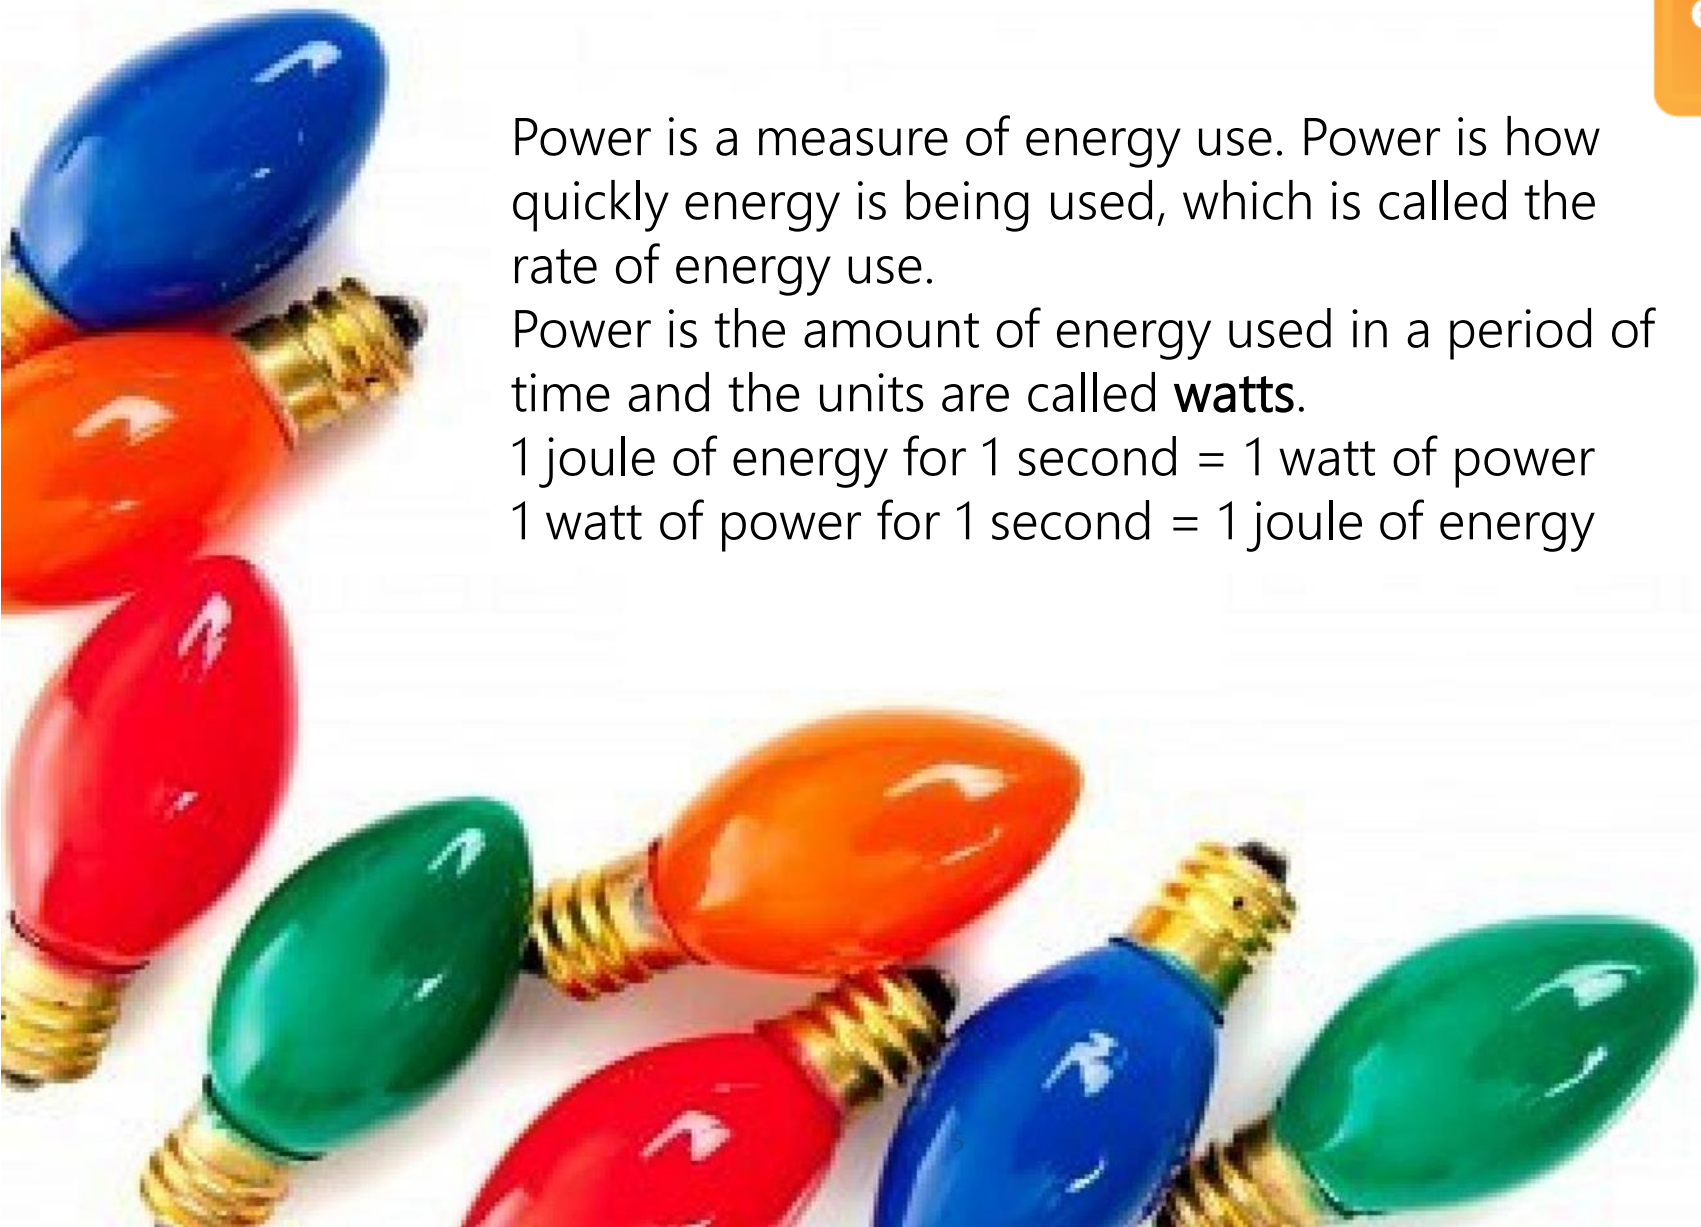 Power is a measure of energy use. Power is how
quickly energy is being used, which is called the
rate of energy use.
Power is the amount of energy used in a period of
time and the units are called watts.
1 joule of energy for 1 second = 1 watt of power
1 watt of power for 1 second = 1 joule of energy